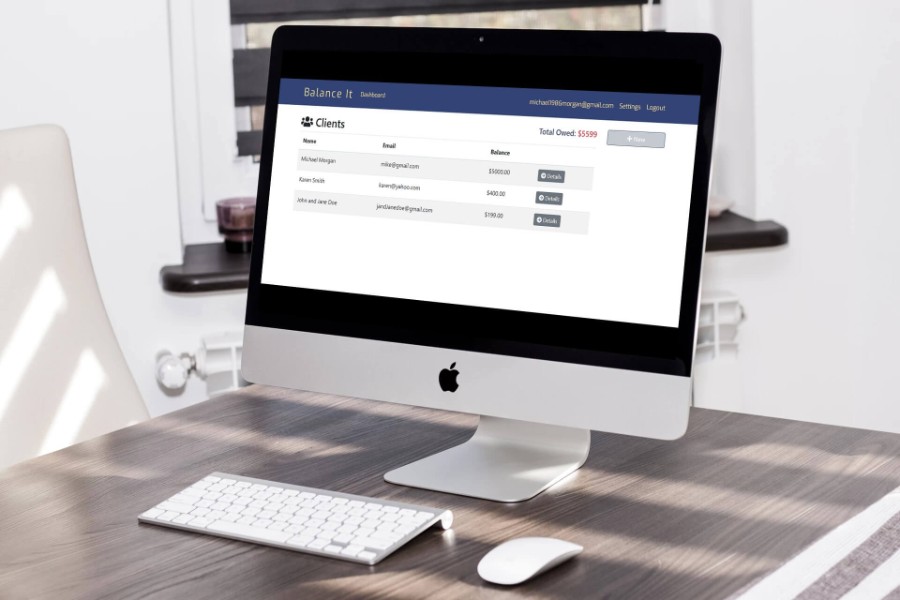 Balance It Dashboard michael1986morgan@gmail.com Settings Logout
Clients Total Owed: $5599 + New
Name Email Balance
Michael Morgan mike@gmail.com $5000.00 Details
Karen Smith karen@yahoo.com $400.00 Details
John and Jane Doe jandjanedoe@gmail.com $199.00 Details